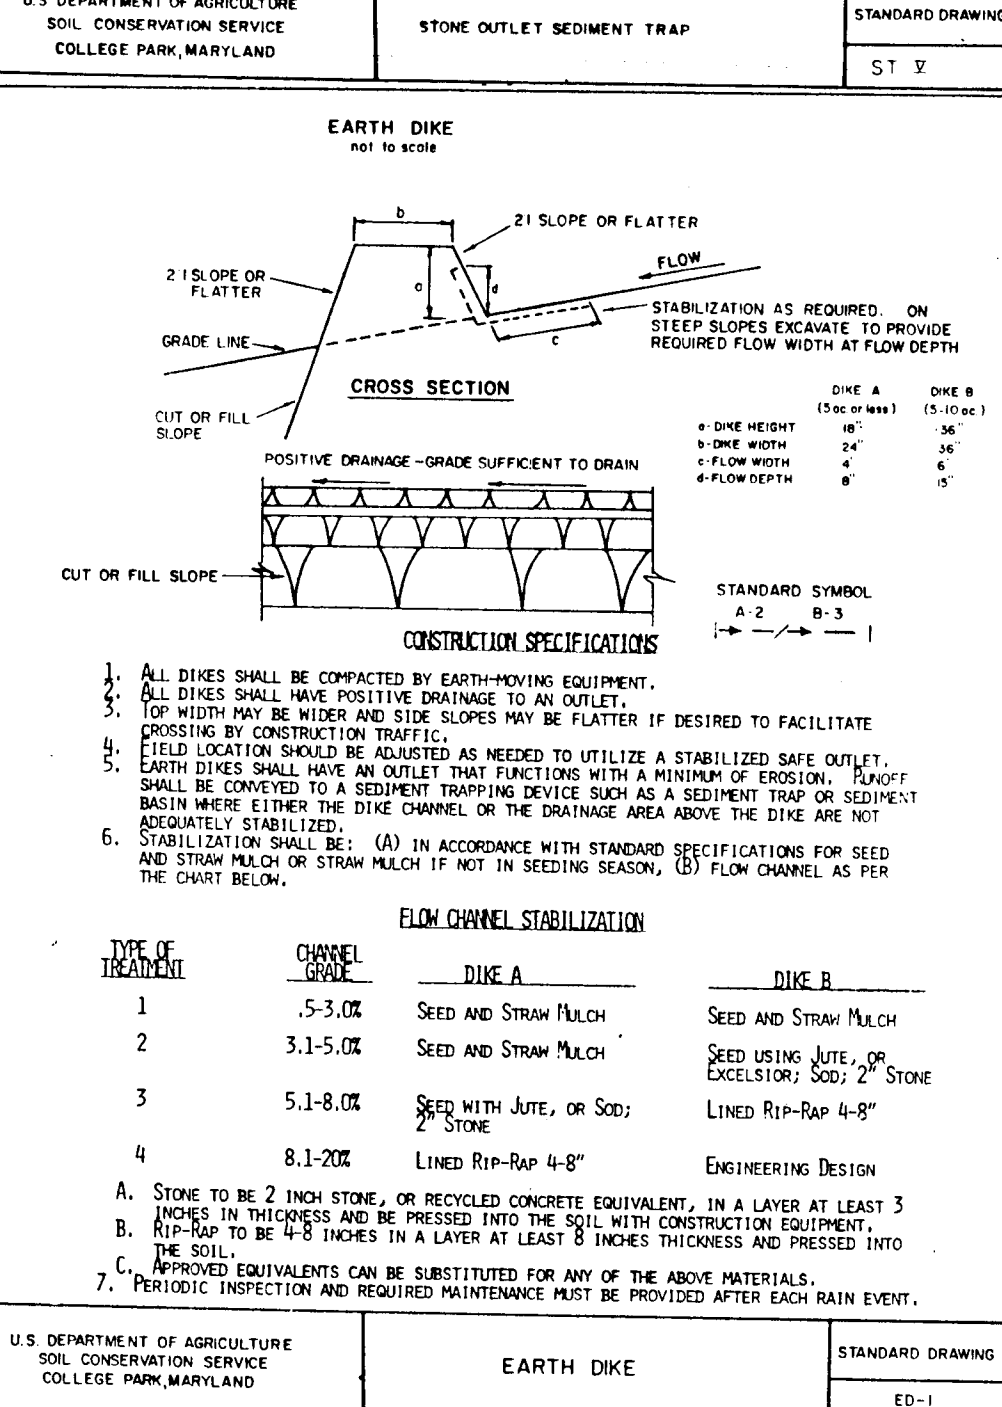 U.S DEPARTMENT OF AGRICULTURE
SOIL CONSERVATION SERVICE
COLLEGE PARK, MARYLAND
STONE OUTLET SEDIMENT TRAP
STANDARD DRAWING
ST V
EARTH DIKE
not to scale
b
2:1 SLOPE OR FLATTER
2:1 SLOPE OR
FLATTER
a
d
FLOW
GRADE LINE
c
STABILIZATION AS REQUIRED. ON
STEEP SLOPES EXCAVATE TO PROVIDE
REQUIRED FLOW WIDTH AT FLOW DEPTH
CROSS SECTION
CUT OR FILL
SLOPE
DIKE A DIKE B
(5 ac. or less) (5-10 ac.)
a-DIKE HEIGHT 18" 36"
b-DIKE WIDTH 24" 36"
c-FLOW WIDTH 4' 6'
d-FLOW DEPTH 8" 15"
POSITIVE DRAINAGE-GRADE SUFFICIENT TO DRAIN
CUT OR FILL SLOPE
STANDARD SYMBOL
A-2 B-3
CONSTRUCTION SPECIFICATIONS
1. ALL DIKES SHALL BE COMPACTED BY EARTH-MOVING EQUIPMENT.
2. ALL DIKES SHALL HAVE POSITIVE DRAINAGE TO AN OUTLET.
3. TOP WIDTH MAY BE WIDER AND SIDE SLOPES MAY BE FLATTER IF DESIRED TO FACILITATE
CROSSING BY CONSTRUCTION TRAFFIC.
4. FIELD LOCATION SHOULD BE ADJUSTED AS NEEDED TO UTILIZE A STABILIZED SAFE OUTLET.
5. EARTH DIKES SHALL HAVE AN OUTLET THAT FUNCTIONS WITH A MINIMUM OF EROSION. RUNOFF
SHALL BE CONVEYED TO A SEDIMENT TRAPPING DEVICE SUCH AS A SEDIMENT TRAP OR SEDIMENT
BASIN WHERE EITHER THE DIKE CHANNEL OR THE DRAINAGE AREA ABOVE THE DIKE ARE NOT
ADEQUATELY STABILIZED.
6. STABILIZATION SHALL BE: (A) IN ACCORDANCE WITH STANDARD SPECIFICATIONS FOR SEED
AND STRAW MULCH OR STRAW MULCH IF NOT IN SEEDING SEASON, (B) FLOW CHANNEL AS PER
THE CHART BELOW.
FLOW CHANNEL STABILIZATION
TYPE OF
TREATMENT
CHANNEL
GRADE
DIKE A
DIKE B
1 .5-3.0% SEED AND STRAW MULCH SEED AND STRAW MULCH
2 3.1-5.0% SEED AND STRAW MULCH SEED USING JUTE, OR
EXCELSIOR; SOD; 2" STONE
3 5.1-8.0% SEED WITH JUTE, OR SOD; LINED RIP-RAP 4-8"
2" STONE
4 8.1-20% LINED RIP-RAP 4-8" ENGINEERING DESIGN
A. STONE TO BE 2 INCH STONE, OR RECYCLED CONCRETE EQUIVALENT, IN A LAYER AT LEAST 3
INCHES IN THICKNESS AND BE PRESSED INTO THE SOIL WITH CONSTRUCTION EQUIPMENT.
B. RIP-RAP TO BE 4-8 INCHES IN A LAYER AT LEAST 8 INCHES THICKNESS AND PRESSED INTO
THE SOIL.
C. APPROVED EQUIVALENTS CAN BE SUBSTITUTED FOR ANY OF THE ABOVE MATERIALS.
7. PERIODIC INSPECTION AND REQUIRED MAINTENANCE MUST BE PROVIDED AFTER EACH RAIN EVENT.
U.S. DEPARTMENT OF AGRICULTURE
SOIL CONSERVATION SERVICE
COLLEGE PARK, MARYLAND
EARTH DIKE
STANDARD DRAWING
ED-1